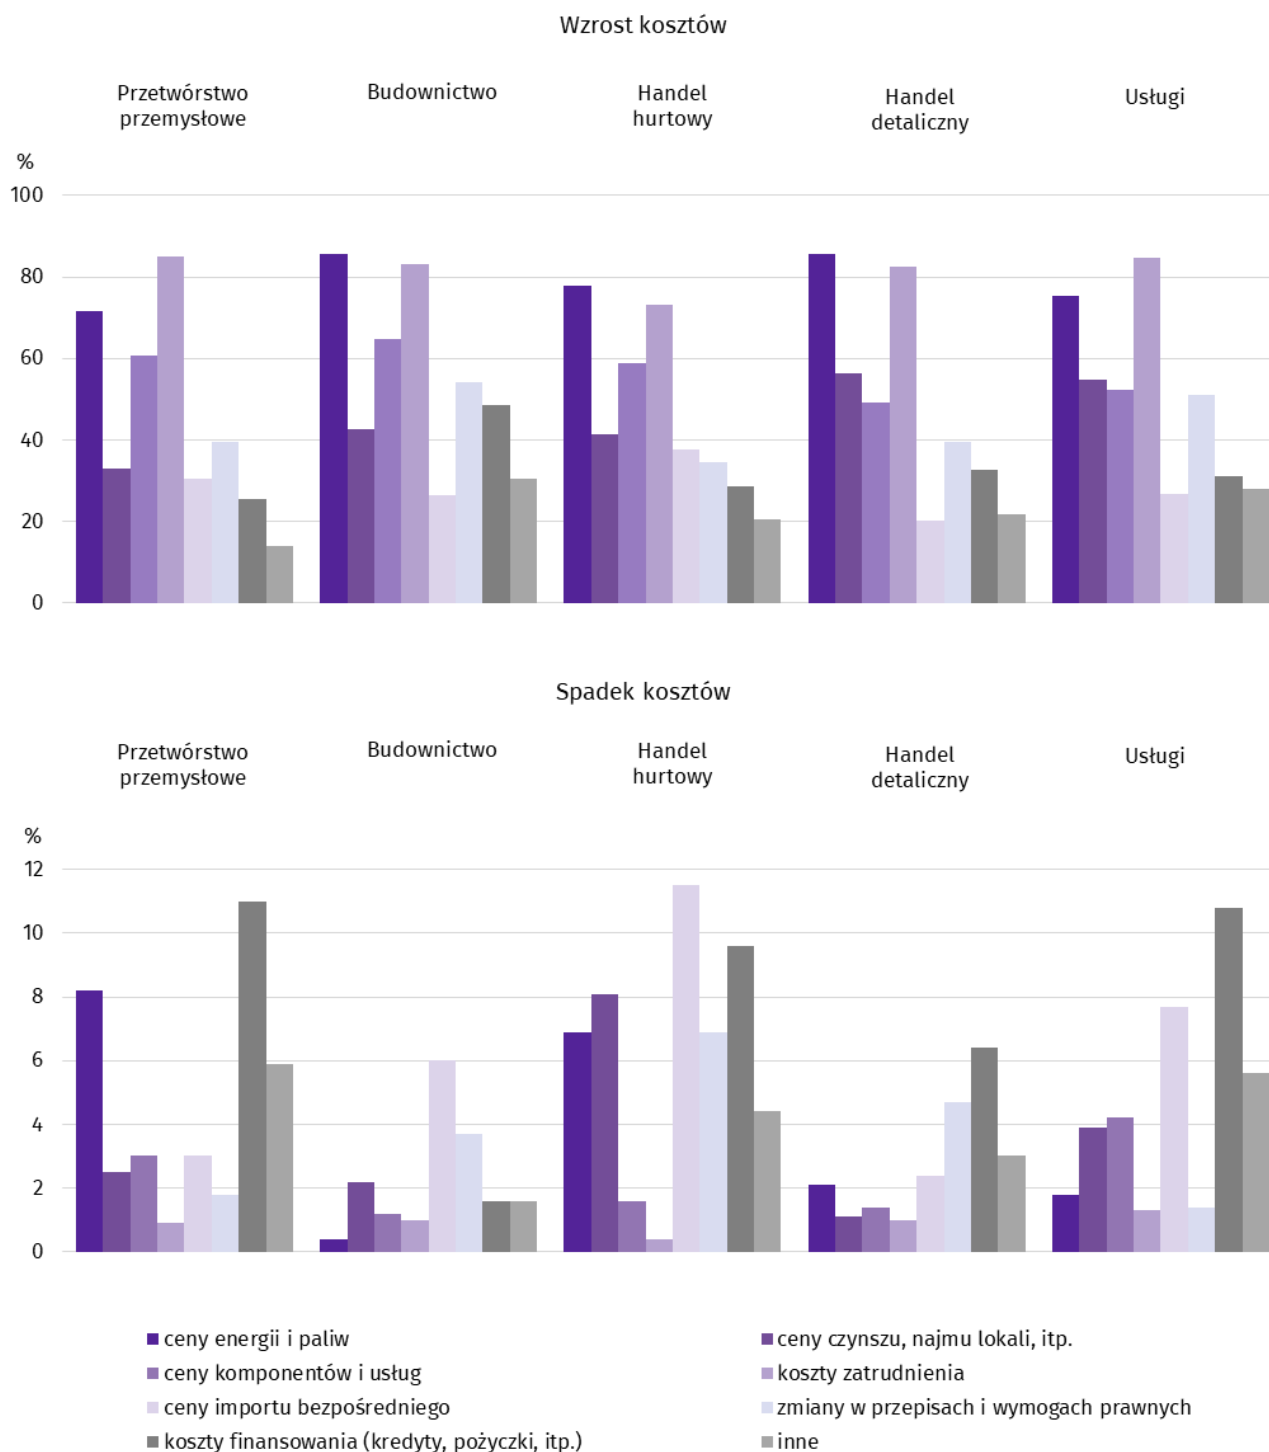 Wzrost kosztów
Przetwórstwo
przemysłowe
Budownictwo
Handel
hurtowy
Handel
detaliczny
Usługi
%
100
80
60
40
20
0
Spadek kosztów
Przetwórstwo
przemysłowe
Budownictwo
Handel
hurtowy
Handel
detaliczny
Usługi
%
12
10
8
6
4
2
0
ceny energii i paliw
ceny czynszu, najmu lokali, itp.
ceny komponentów i usług
koszty zatrudnienia
ceny importu bezpośredniego
zmiany w przepisach i wymogach prawnych
koszty finansowania (kredyty, pożyczki, itp.)
inne